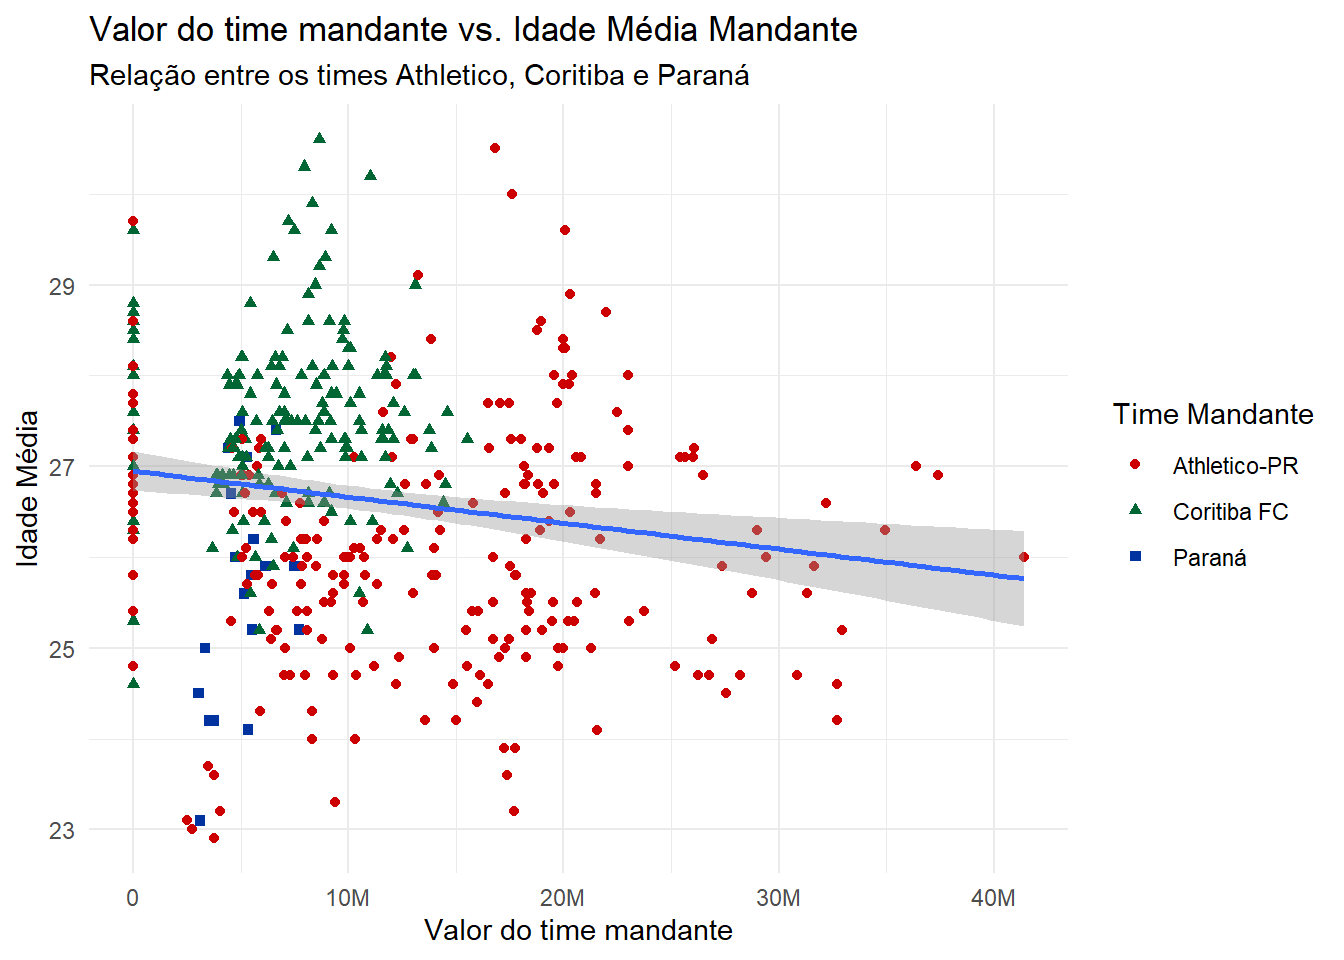 Valor do time mandante vs. Idade Média Mandante
Relação entre os times Athletico, Coritiba e Paraná
Idade Média
29
27
25
23
0 10M 20M 30M 40M
Valor do time mandante
Time Mandante
Athletico-PR
Coritiba FC
Paraná